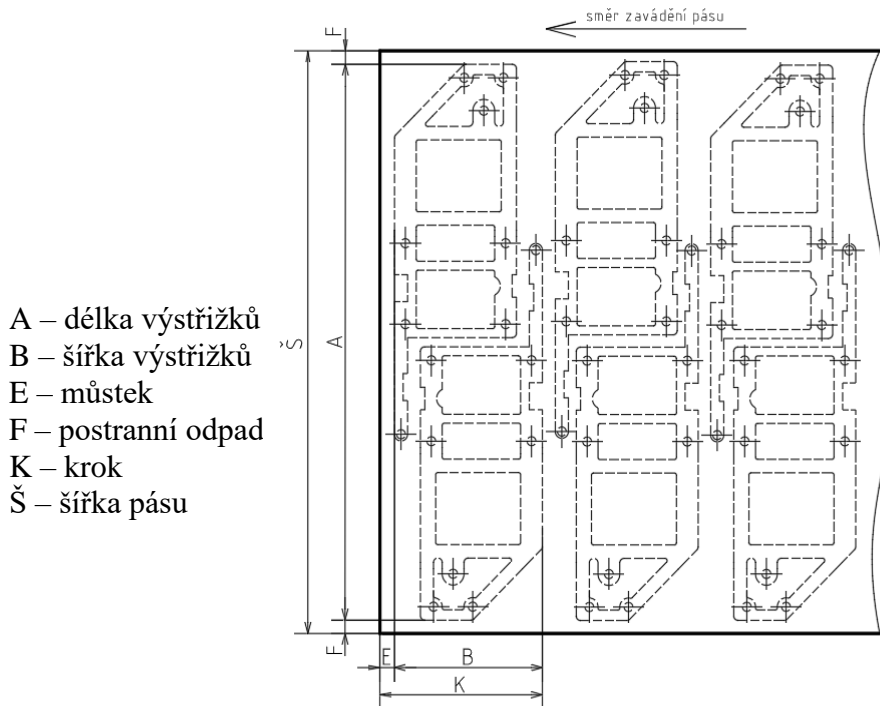 směr zavádění pásu
F
Š
A
A – délka výstřižků
B – šířka výstřižků
E – můstek
F – postranní odpad
K – krok
Š – šířka pásu
F
E
B
K